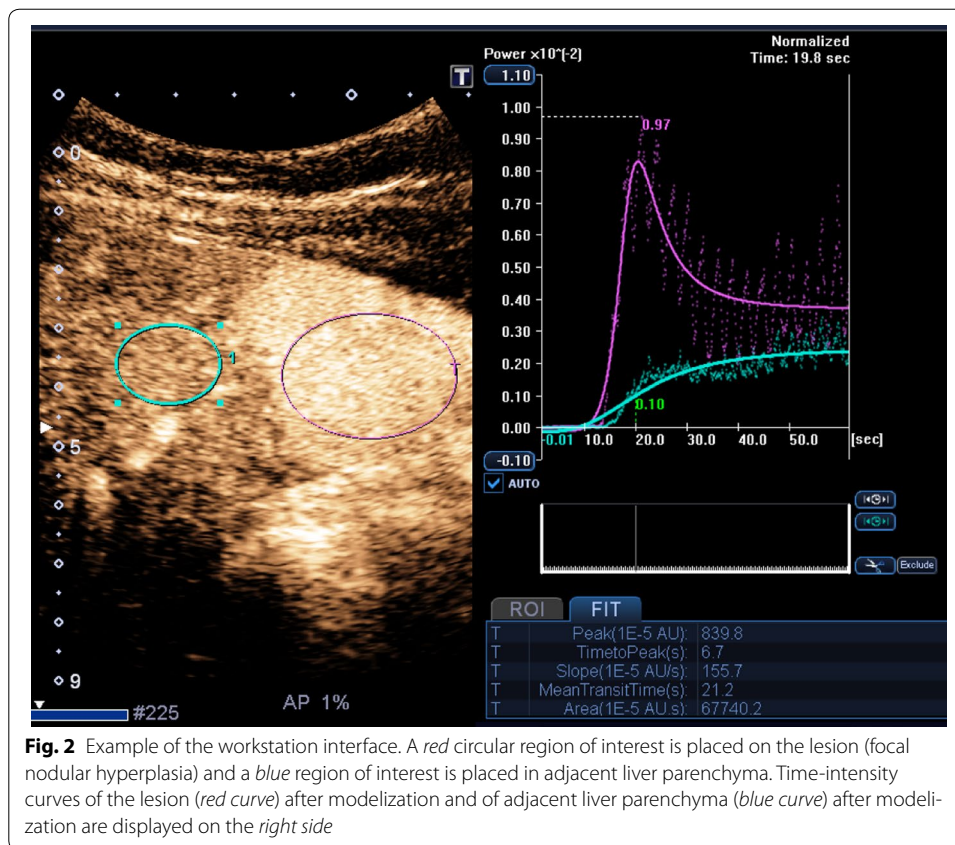 T
0
5
9
1
T
#225
AP 1%
Normalized
Time: 19.8 sec
Power ×10^(-2)
1.10
1.00
0.90
0.80
0.70
0.60
0.50
0.40
0.30
0.20
0.10
0.00
-0.10
0.97
0.10
-0.01 10.0 20.0 30.0 40.0 50.0 [sec]
AUTO
Exclude
ROI FIT
T Peak(1E-5 AU): 839.8
T TimetoPeak(s): 6.7
T Slope(1E-5 AU/s): 155.7
T MeanTransitTime(s): 21.2
T Area(1E-5 AU.s): 67740.2
Fig. 2 Example of the workstation interface. A red circular region of interest is placed on the lesion (focal
nodular hyperplasia) and a blue region of interest is placed in adjacent liver parenchyma. Time-intensity
curves of the lesion (red curve) after modelization and of adjacent liver parenchyma (blue curve) after modeli-
zation are displayed on the right side